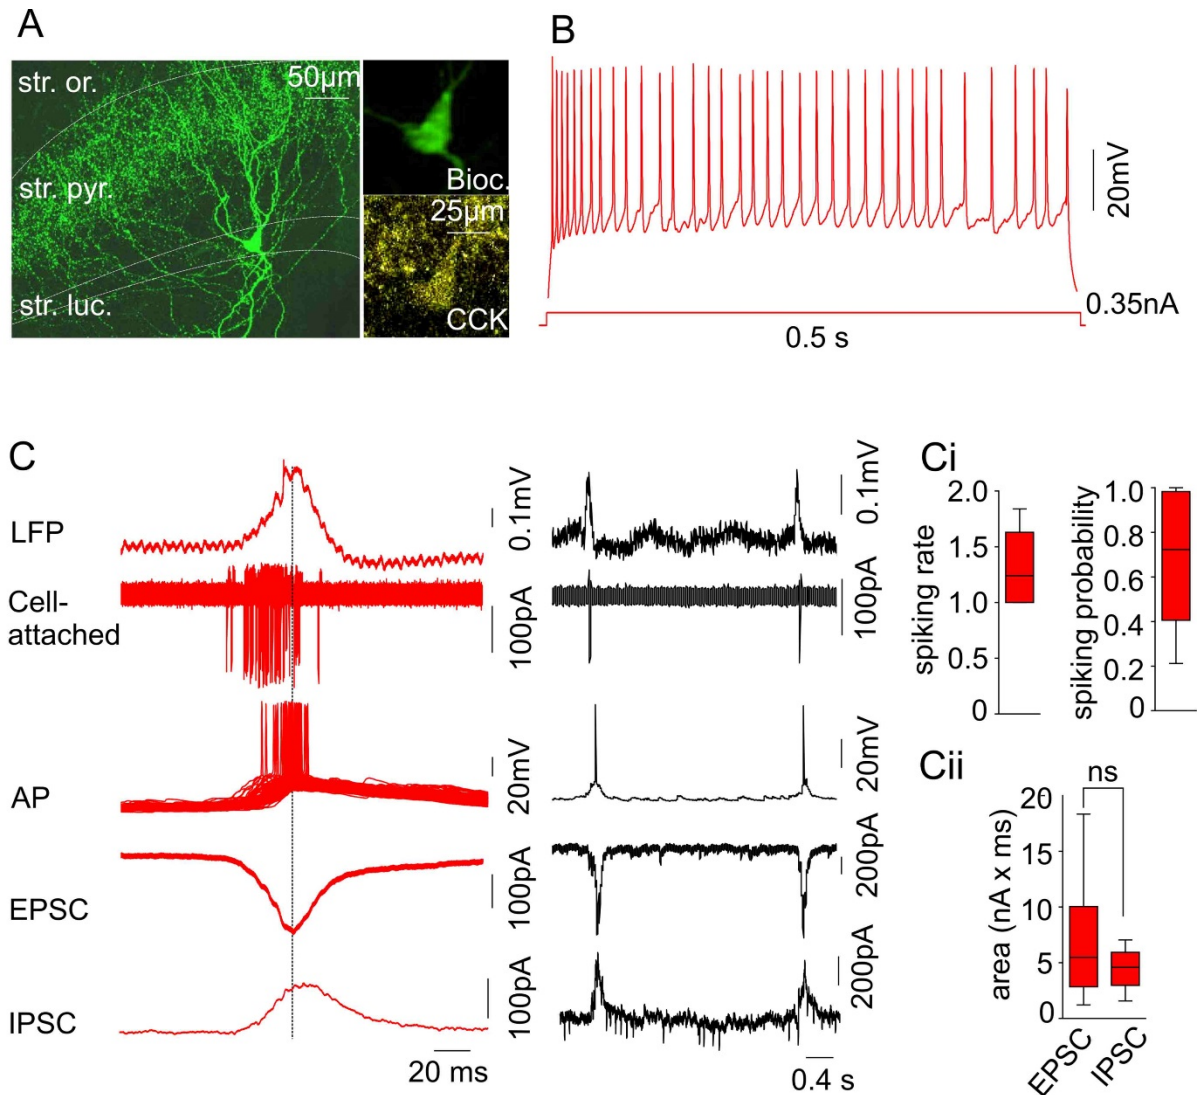 A
str. or.
50µm
str. pyr.
str. luc.
Bioc.
25µm
CCK
B
20mV
0.35nA
0.5 s
C
LFP
0.1mV
0.1mV
Cell-
attached
100pA
100pA
AP
20mV
20mV
EPSC
100pA
200pA
IPSC
100pA
200pA
20 ms
0.4 s
Ci
spiking rate
2.0
1.5
1.0
0.5
0
spiking probability
1.0
0.8
0.6
0.4
0.2
0
Cii
ns
area (nA x ms)
20
15
10
5
0
EPSC
IPSC